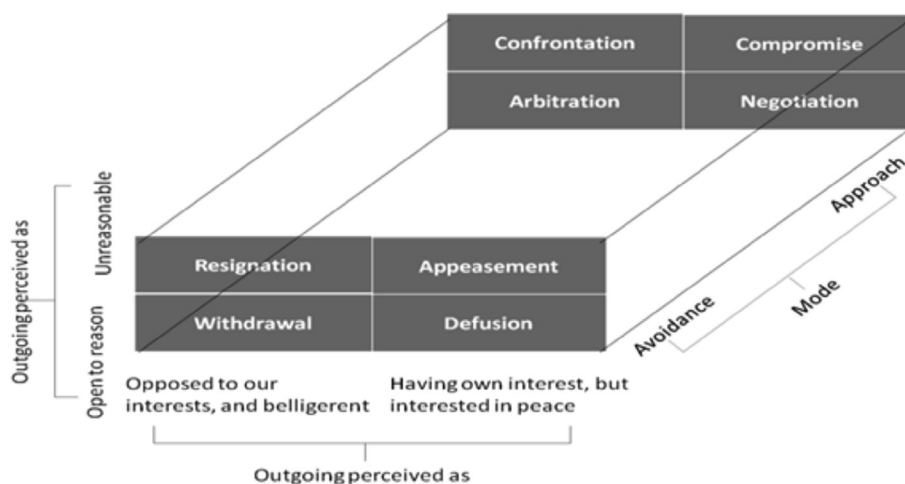 Confrontation
Compromise
Arbitration
Negotiation
Outgoing perceived as
Unreasonable
Open to reason
Resignation
Appeasement
Withdrawal
Defusion
Approach
Avoidance
Mode
Opposed to our
interests, and belligerent
Having own interest, but
interested in peace
Outgoing perceived as